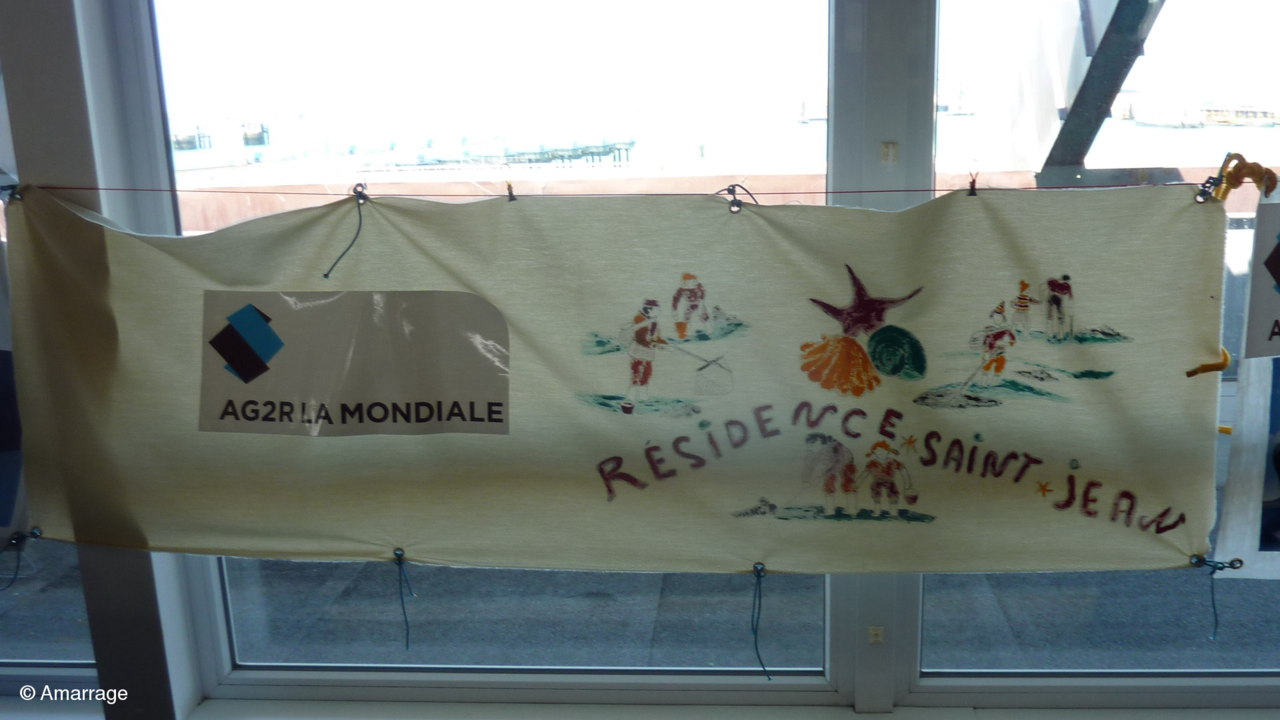 AG2R LA MONDIALE
RÉSiDENCE SAiNT JEAN
© Amarrage